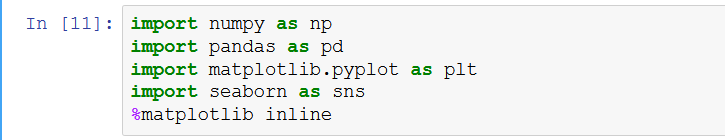 In [11]: import numpy as np
import pandas as pd
import matplotlib.pyplot as plt
import seaborn as sns
%matplotlib inline